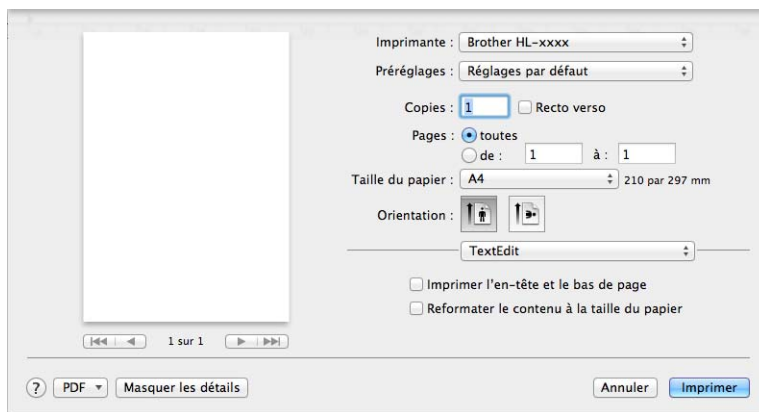 Imprimante : Brother HL-xxxx
Préréglages : Réglages par défaut
Copies : 1 Recto verso
Pages : toutes
de : 1 à : 1
Taille du papier : A4 210 par 297 mm
Orientation :
TextEdit
Imprimer l'en-tête et le bas de page
Reformater le contenu à la taille du papier
1 sur 1
? PDF Masquer les détails Annuler Imprimer